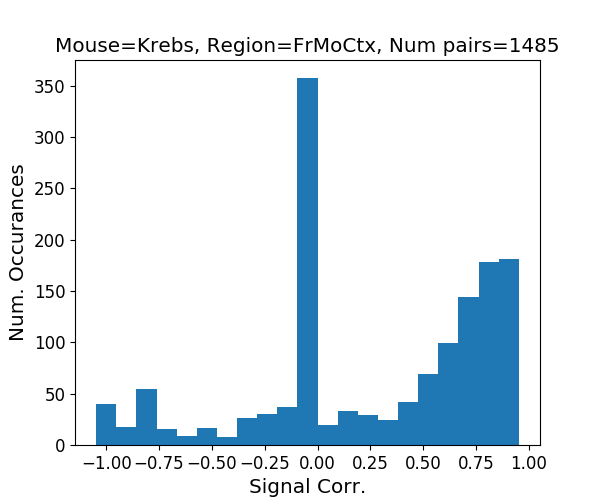 Mouse=Krebs, Region=FrMoCtx, Num pairs=1485
350
300
250
200
150
100
50
0
Num. Occurances
−1.00 −0.75 −0.50 −0.25 0.00 0.25 0.50 0.75 1.00
Signal Corr.